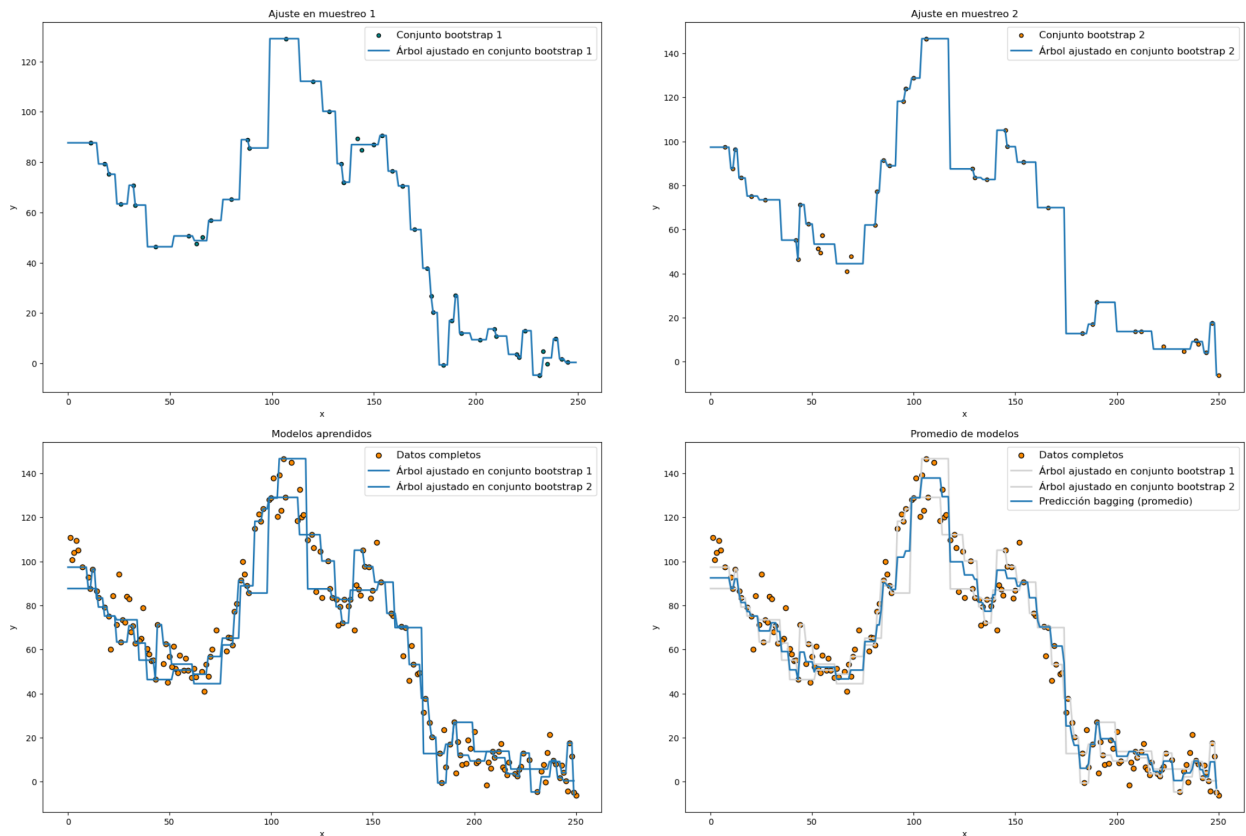 Ajuste en muestreo 1
Conjunto bootstrap 1
Árbol ajustado en conjunto bootstrap 1
120
100
80
60
40
20
0
y
0
50
100
150
200
250
x
Ajuste en muestreo 2
Conjunto bootstrap 2
Árbol ajustado en conjunto bootstrap 2
140
120
100
80
60
40
20
0
y
0
50
100
150
200
250
x
Modelos aprendidos
Datos completos
Árbol ajustado en conjunto bootstrap 1
Árbol ajustado en conjunto bootstrap 2
140
120
100
80
60
40
20
0
y
0
50
100
150
200
250
x
Promedio de modelos
Datos completos
Árbol ajustado en conjunto bootstrap 1
Árbol ajustado en conjunto bootstrap 2
Predicción bagging (promedio)
140
120
100
80
60
40
20
0
y
0
50
100
150
200
250
x